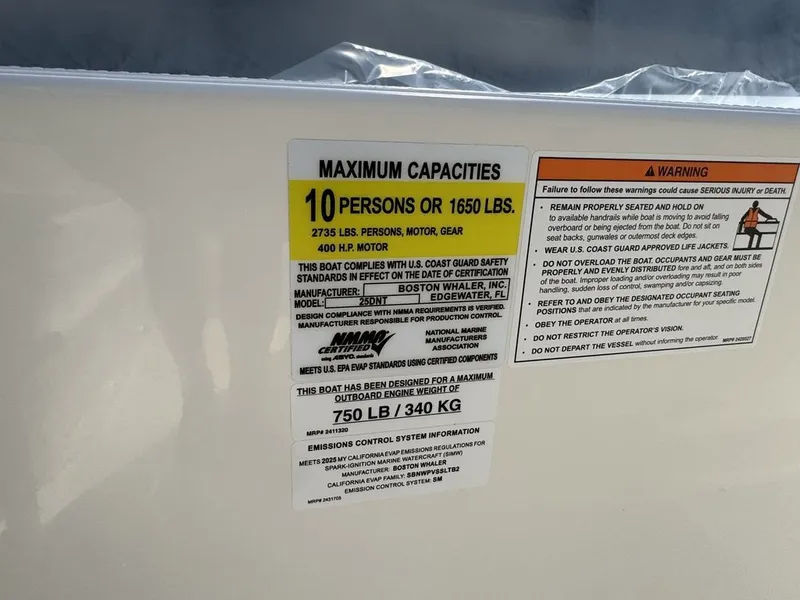 MAXIMUM CAPACITIES
10 PERSONS OR 1650 LBS.
2735 LBS. PERSONS, MOTOR, GEAR
400 H.P. MOTOR
THIS BOAT COMPLIES WITH U.S. COAST GUARD SAFETY
STANDARDS IN EFFECT ON THE DATE OF CERTIFICATION
MANUFACTURER: BOSTON WHALER, INC.
EDGEWATER, FL
MODEL: 25DNT
DESIGN COMPLIANCE WITH NMMA REQUIREMENTS IS VERIFIED.
MANUFACTURER RESPONSIBLE FOR PRODUCTION CONTROL.
NMMA
CERTIFIED
using ABYC. standards
NATIONAL MARINE
MANUFACTURERS
ASSOCIATION
MEETS U.S. EPA EVAP STANDARDS USING CERTIFIED COMPONENTS
THIS BOAT HAS BEEN DESIGNED FOR A MAXIMUM
OUTBOARD ENGINE WEIGHT OF
750 LB / 340 KG
MRP# 2411320
EMISSIONS CONTROL SYSTEM INFORMATION
MEETS 2025 MY CALIFORNIA EVAP EMISSIONS REGULATIONS FOR
SPARK-IGNITION MARINE WATERCRAFT (SIMW)
MANUFACTURER: BOSTON WHALER
CALIFORNIA EVAP FAMILY: SBNWPVSSLTB2
EMISSION CONTROL SYSTEM: SM
MRP# 2431705
WARNING
Failure to follow these warnings could cause SERIOUS INJURY or DEATH.
• REMAIN PROPERLY SEATED AND HOLD ON
to available handrails while boat is moving to avoid falling
overboard or being ejected from the boat. Do not sit on
seat backs, gunwales or outermost deck edges.
• WEAR U.S. COAST GUARD APPROVED LIFE JACKETS.
• DO NOT OVERLOAD THE BOAT. OCCUPANTS AND GEAR MUST BE
PROPERLY AND EVENLY DISTRIBUTED fore and aft, and on both sides
of the boat. Improper loading and/or overloading may result in poor
handling, sudden loss of control, swamping and/or capsizing.
• REFER TO AND OBEY THE DESIGNATED OCCUPANT SEATING
POSITIONS that are indicated by the manufacturer for your specific model.
• OBEY THE OPERATOR at all times.
• DO NOT RESTRICT THE OPERATOR'S VISION.
• DO NOT DEPART THE VESSEL without informing the operator.